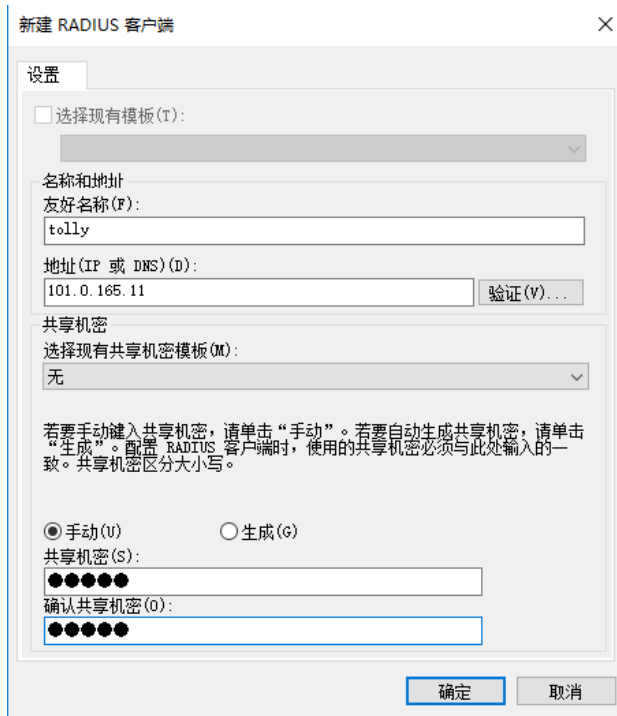 新建 RADIUS 客户端
设置
选择现有模板(T):
名称和地址
友好名称(F):
tolly
地址(IP 或 DNS)(D):
101.0.165.11
验证(V)...
共享机密
选择现有共享机密模板(M):
无
若要手动键入共享机密，请单击“手动”。若要自动生成共享机密，请单击
“生成”。配置 RADIUS 客户端时，使用的共享机密必须与此处输入的一
致。共享机密区分大小写。
手动(U) 生成(G)
共享机密(S):
●●●●●
确认共享机密(O):
●●●●●
确定 取消